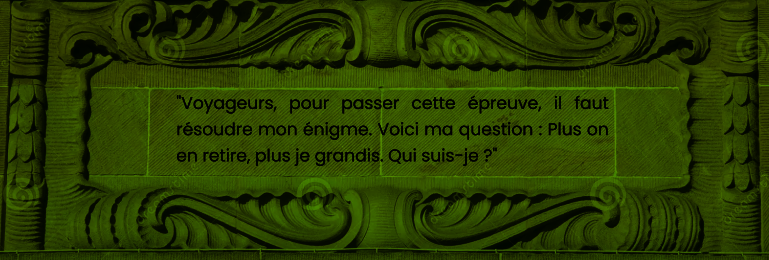 "Voyageurs, pour passer cette épreuve, il faut
résoudre mon énigme. Voici ma question : Plus on
en retire, plus je grandis. Qui suis-je ?"